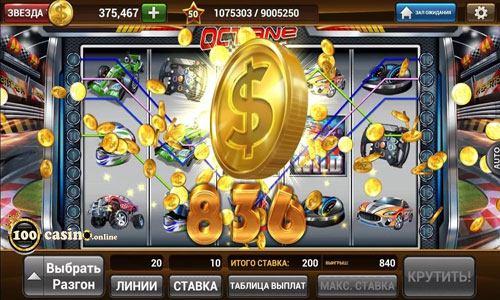 ЗВЕЗДА 375,467 50 1075303 / 9005250 ЗАЛ ОЖИДАНИЯ
OCTANE
$
836
100 casino.online
20 10 ИТОГО СТАВКА: 200 ВЫИГРЫШ: 840
Выбрать
Разгон
ЛИНИИ СТАВКА ТАБЛИЦА ВЫПЛАТ МАКС. СТАВКА КРУТИТЬ!